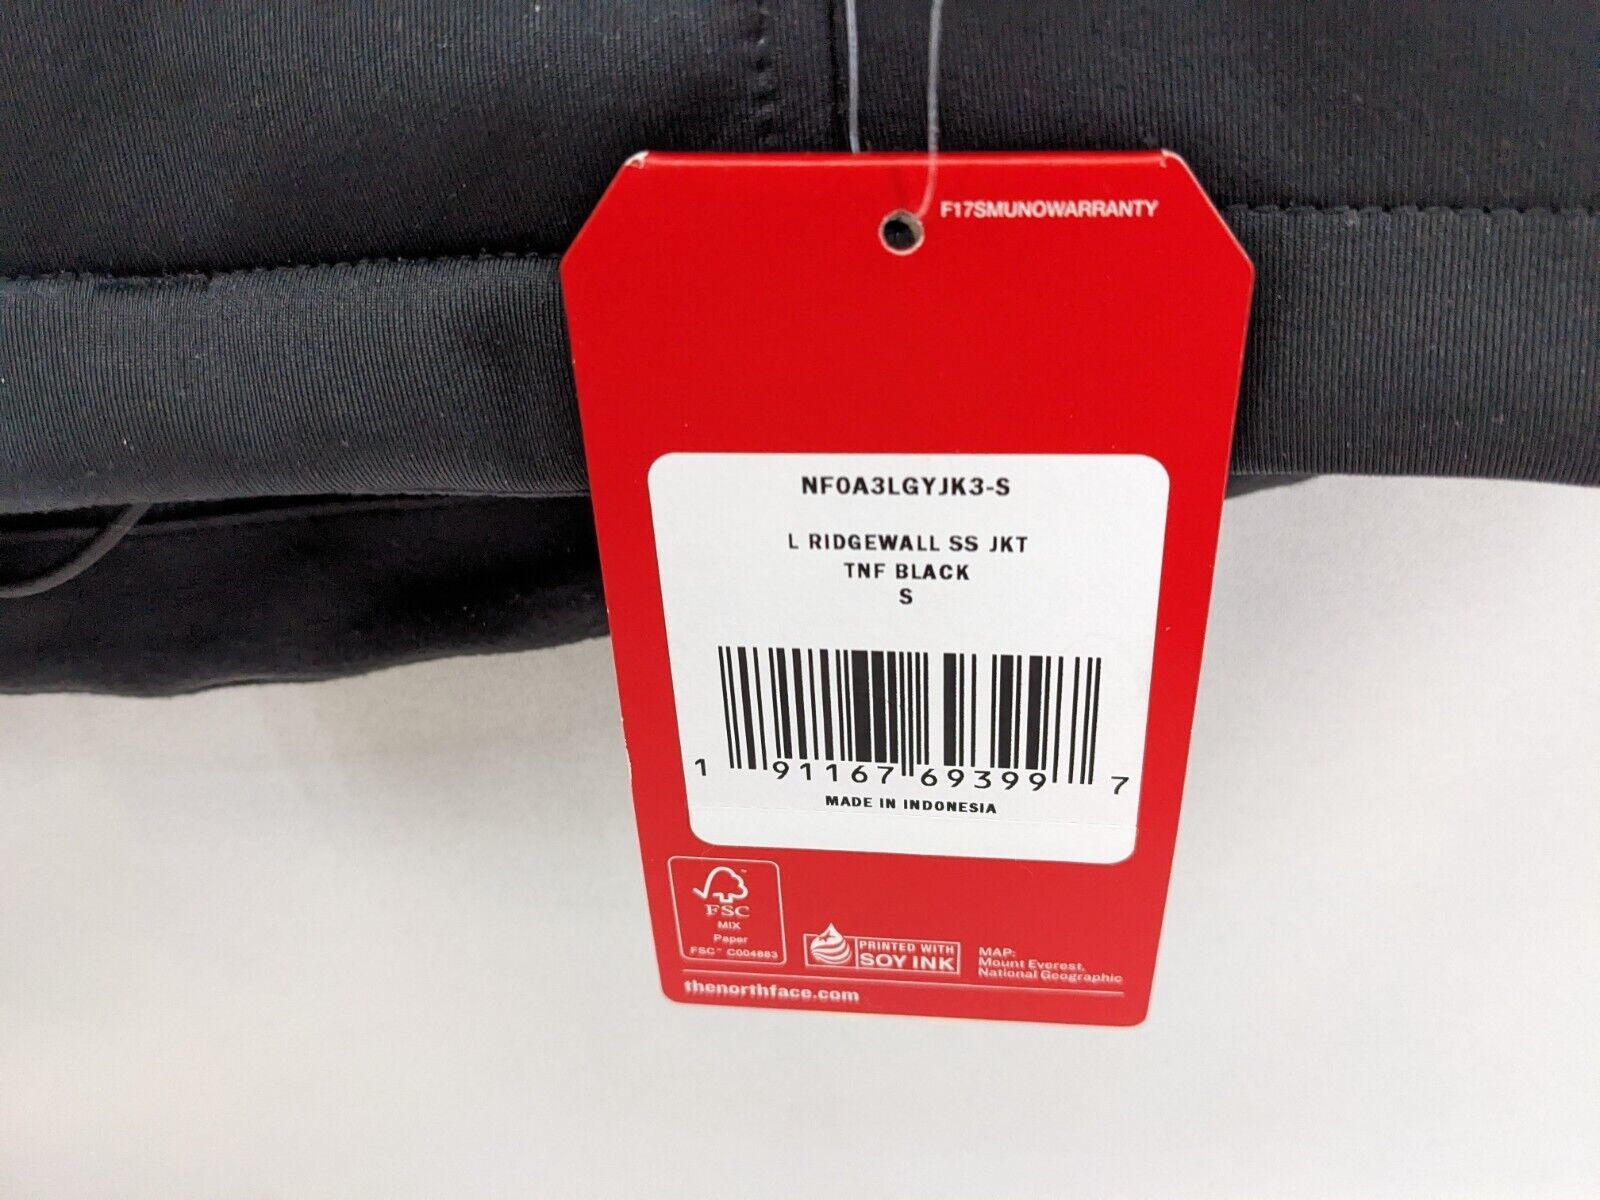 F17SMUNOWARRANTY
NF0A3LGYJK3-S
L RIDGEWALL SS JKT
TNF BLACK
S
1 91167 69399 7
MADE IN INDONESIA
FSC
MIX
Paper
FSC™ C004883
PRINTED WITH
SOY INK
MAP:
Mount Everest,
National Geographic
thenorthface.com